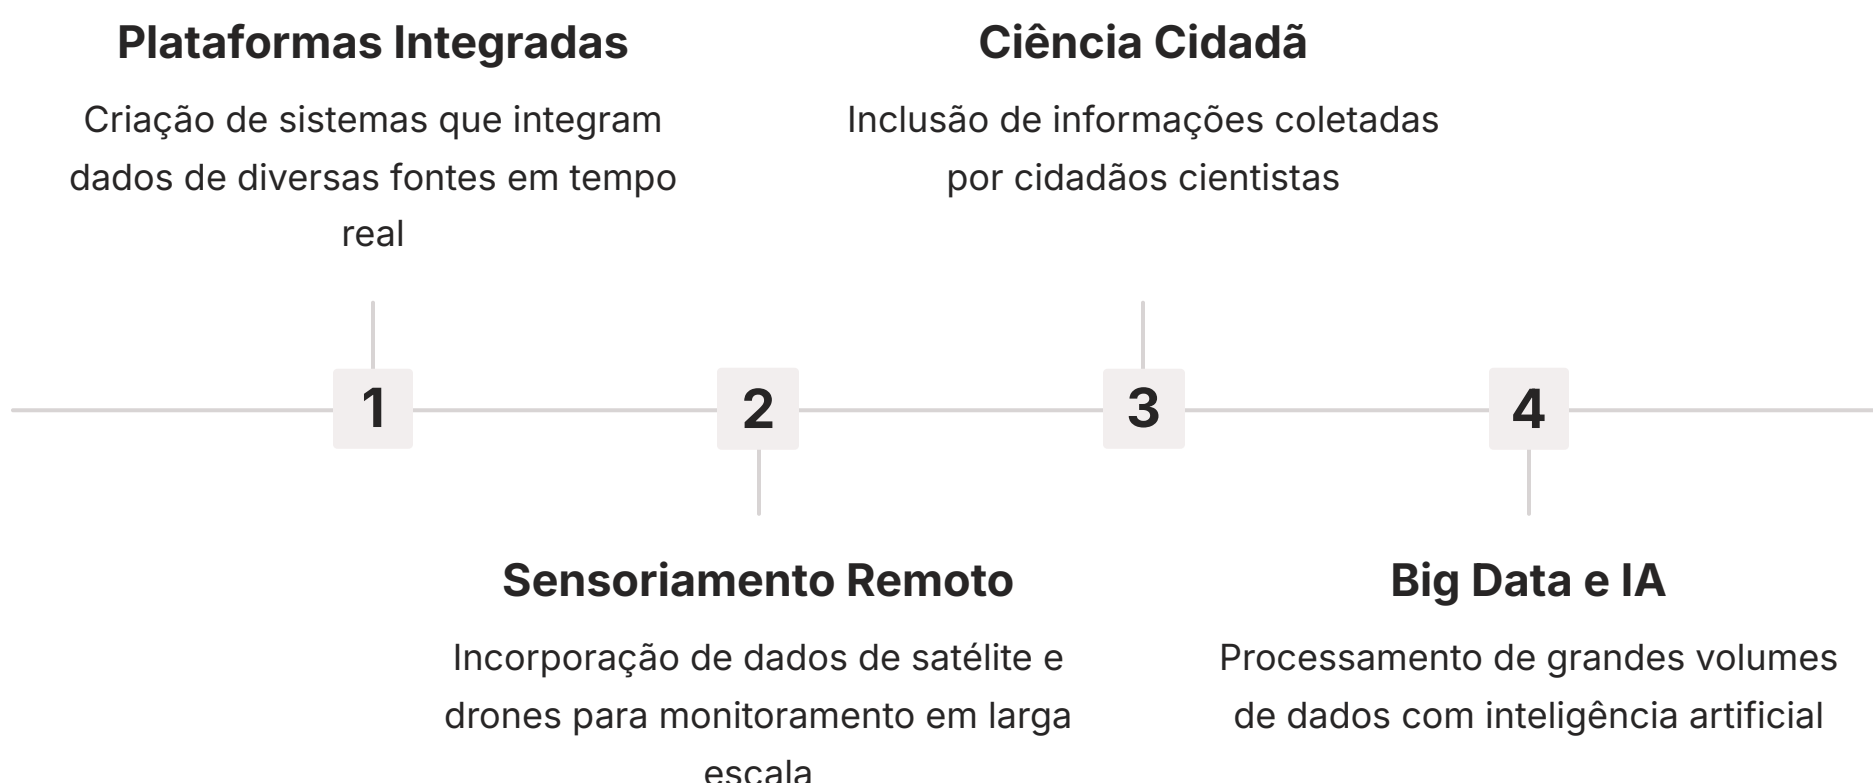 Plataformas Integradas
Criação de sistemas que integram
dados de diversas fontes em tempo
real
Ciência Cidadã
Inclusão de informações coletadas
por cidadãos cientistas
1
2
3
4
Sensoriamento Remoto
Incorporação de dados de satélite e
drones para monitoramento em larga
escala
Big Data e IA
Processamento de grandes volumes
de dados com inteligência artificial